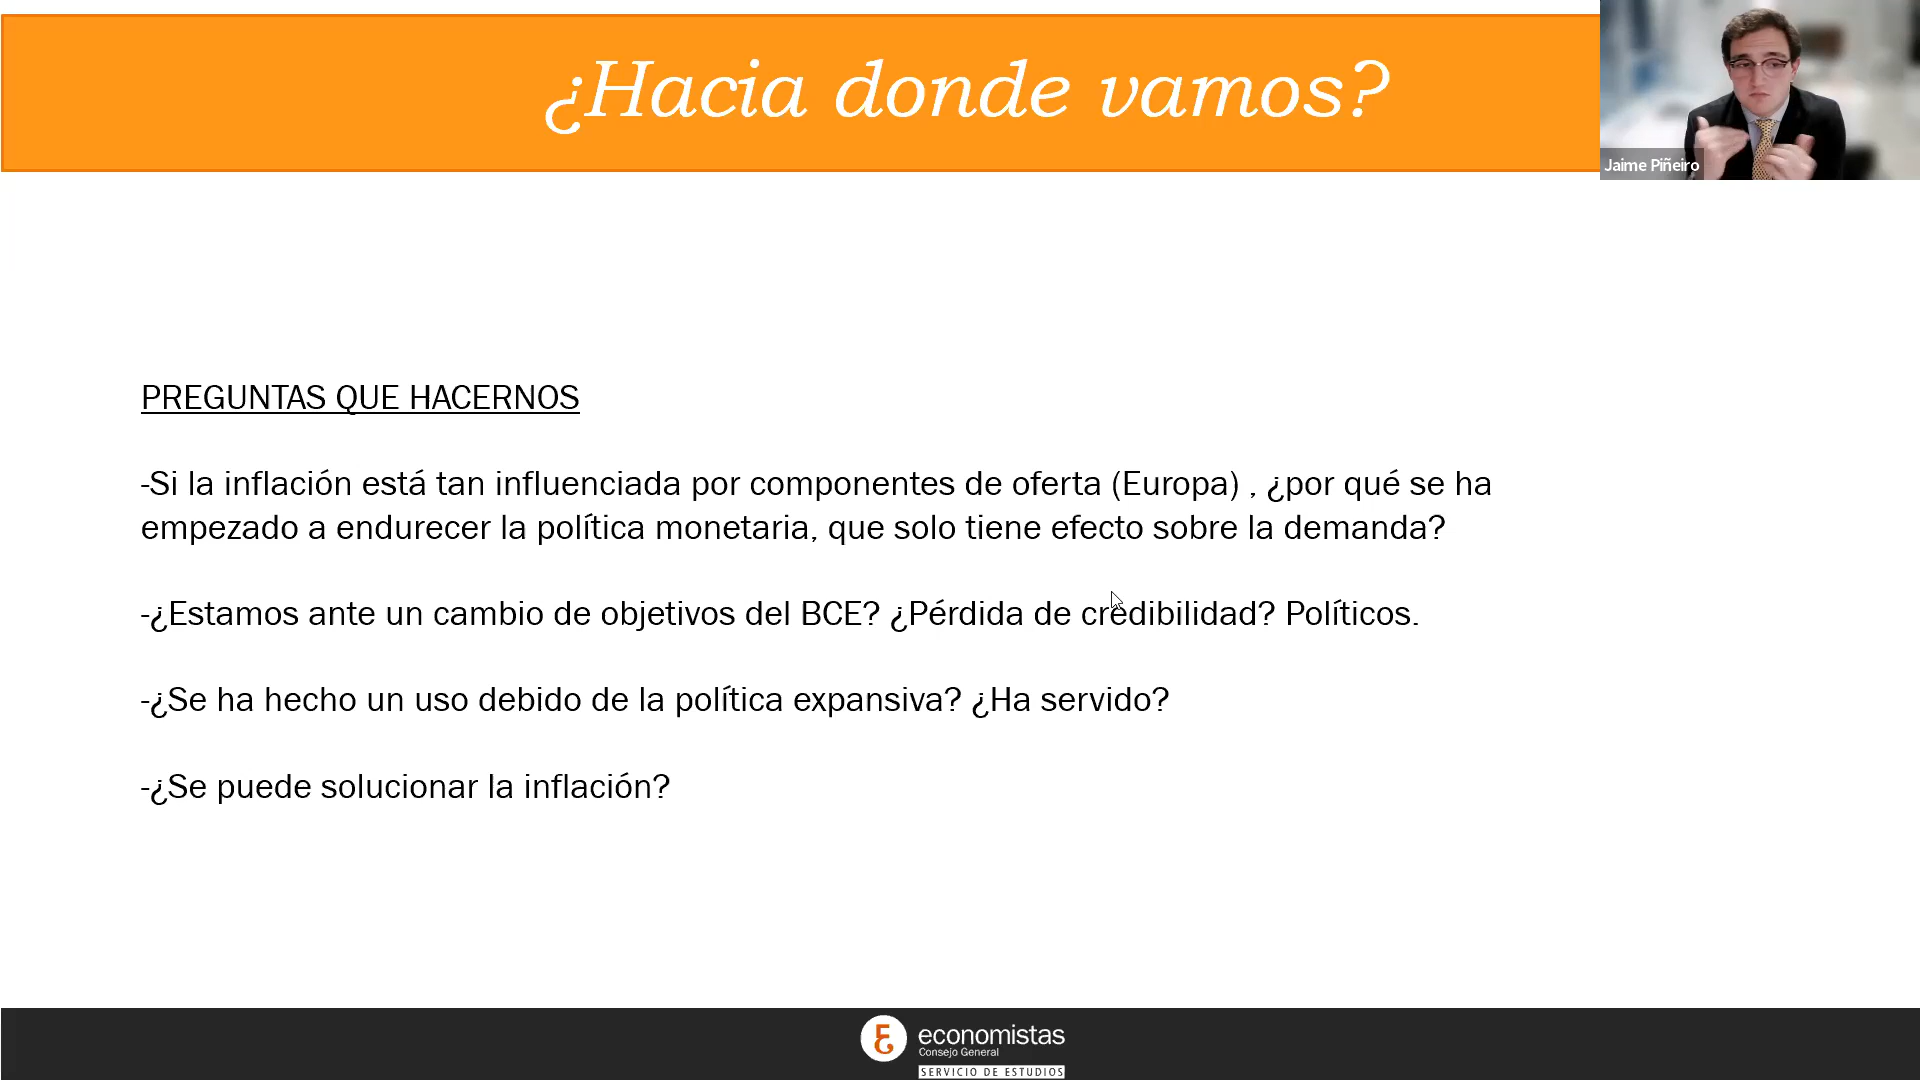 ¿Hacia donde vamos?
Jaime Piñeiro
PREGUNTAS QUE HACERNOS
-Si la inflación está tan influenciada por componentes de oferta (Europa) , ¿por qué se ha
empezado a endurecer la política monetaria, que solo tiene efecto sobre la demanda?
-¿Estamos ante un cambio de objetivos del BCE? ¿Pérdida de credibilidad? Políticos.
-¿Se ha hecho un uso debido de la política expansiva? ¿Ha servido?
-¿Se puede solucionar la inflación?
economistas
Consejo General
SERVICIO DE ESTUDIOS